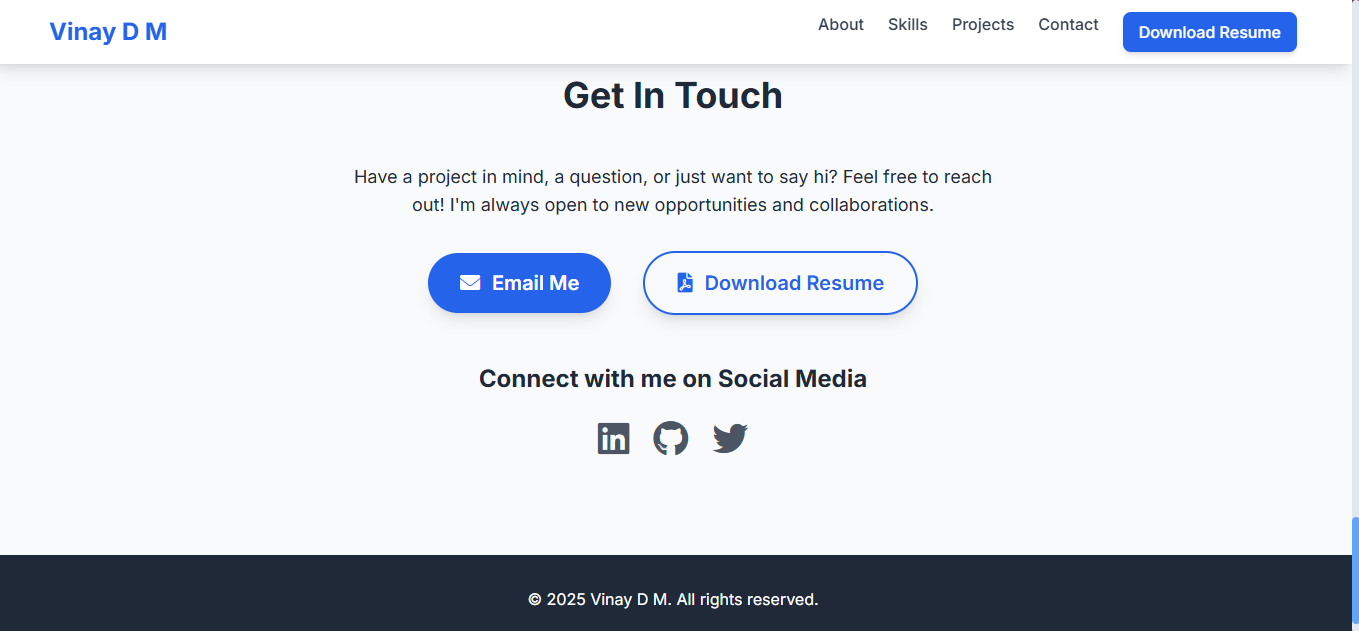 Vinay D M
About Skills Projects Contact Download Resume
Get In Touch
Have a project in mind, a question, or just want to say hi? Feel free to reach
out! I'm always open to new opportunities and collaborations.
Email Me
Download Resume
Connect with me on Social Media
in
© 2025 Vinay D M. All rights reserved.